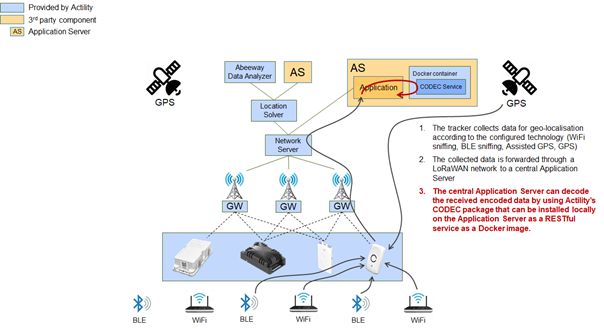 Provided by Actility
3rd party component
AS Application Server
Abeeway
Data Analyzer
AS
AS
Application
Docker container
CODEC Service
GPS
GPS
Location
Solver
Network
Server
GW
GW
GW
1. The tracker collects data for geo-localisation
according to the configured technology (WiFi
sniffing, BLE sniffing, Assisted GPS, GPS)
2. The collected data is forwarded through a
LoRaWAN network to a central Application
Server
3. The central Application Server can decode
the received encoded data by using Actility's
CODEC package that can be installed locally
on the Application Server as a RESTful
service as a Docker image.
BLE
WiFi
BLE
WiFi
BLE
WiFi